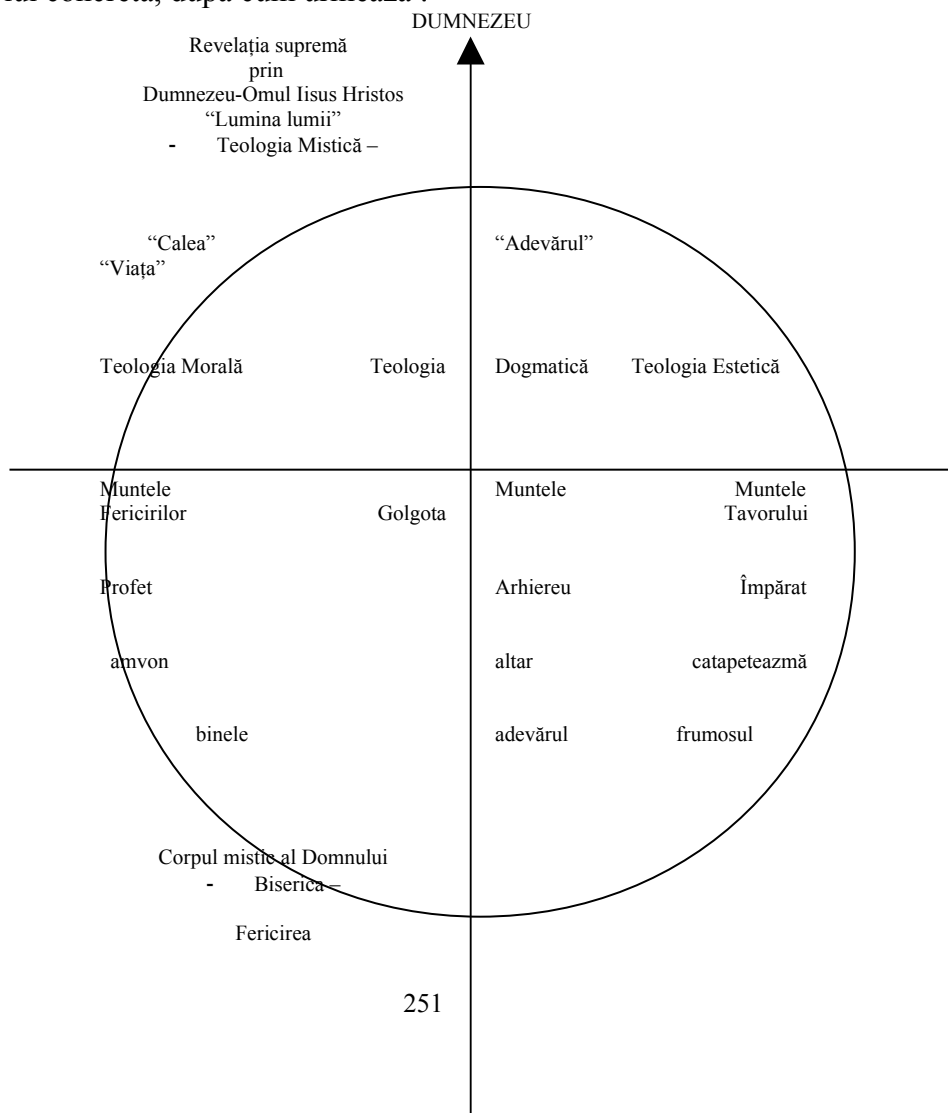 DUMNEZEU
Revelația supremă
prin
Dumnezeu-Omul Iisus Hristos
“Lumina lumii”
- Teologia Mistică –
“Calea” “Adevărul”
“Viața”
Teologia Morală Teologia Dogmatică Teologia Estetică
Muntele Muntele Muntele
Fericirilor Golgota Tavorului
Profet Arhiereu Împărat
amvon altar catapeteazmă
binele adevărul frumosul
Corpul mistic al Domnului
- Biserica –
Fericirea
251